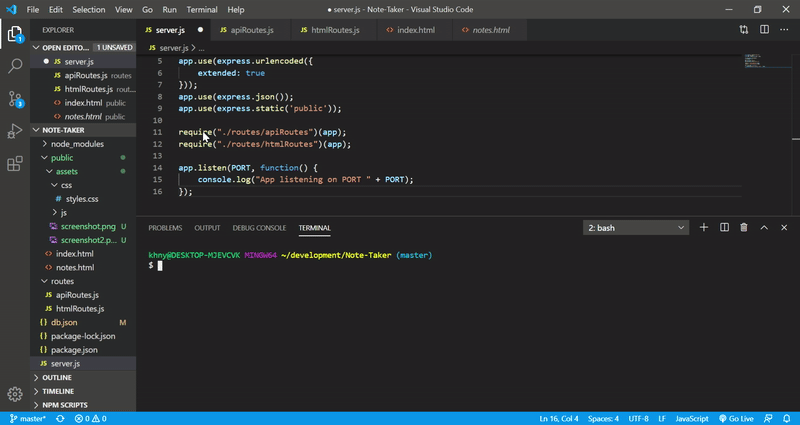 File Edit Selection View Go Run Terminal Help
● server.js - Note-Taker - Visual Studio Code
EXPLORER
OPEN EDITO... 1 UNSAVED
● JS server.js
JS apiRoutes.js routes
JS htmlRoutes.js routes
<> index.html public
<> notes.html public
NOTE-TAKER
> node_modules
public
assets
css
# styles.css
> js
screenshot.png U
screenshot2.p... U
<> index.html
<> notes.html
routes
JS apiRoutes.js
JS htmlRoutes.js
db.json M
package-lock.json
package.json
JS server.js
> OUTLINE
> TIMELINE
> NPM SCRIPTS
1
3
JS server.js ●
JS apiRoutes.js
JS htmlRoutes.js
<> index.html
<> notes.html
JS server.js > ...
5 app.use(express.urlencoded({
6 extended: true
7 }));
8 app.use(express.json());
9 app.use(express.static('public'));
10
11 require("./routes/apiRoutes")(app);
12 require("./routes/htmlRoutes")(app);
13
14 app.listen(PORT, function() {
15 console.log("App listening on PORT " + PORT);
16 });
PROBLEMS OUTPUT DEBUG CONSOLE TERMINAL
2: bash
khny@DESKTOP-MJEVCVK MINGW64 ~/development/Note-Taker (master)
$
master* 0 0
Ln 16, Col 4 Spaces: 4 UTF-8 LF JavaScript Go Live